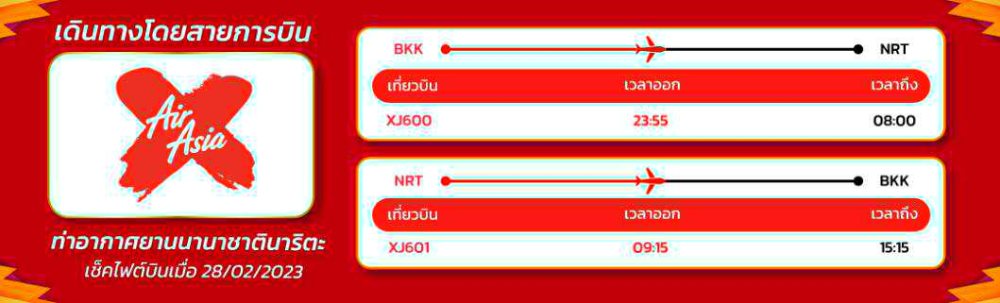 เดินทางโดยสายการบิน
Air
Asia
ท่าอากาศยานนานาชาตินาริตะ
เช็คไฟต์บินเมื่อ 28/02/2023
BKK NRT
เที่ยวบิน เวลาออก เวลาถึง
XJ600 23:55 08:00
NRT BKK
เที่ยวบิน เวลาออก เวลาถึง
XJ601 09:15 15:15